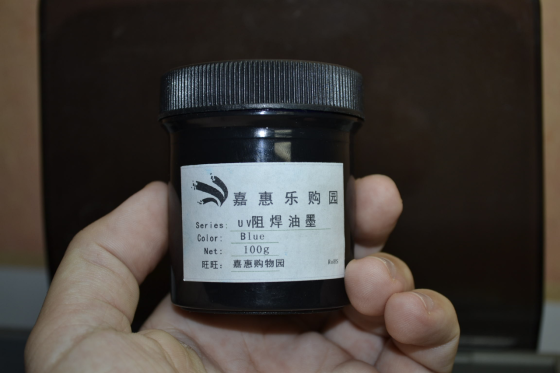 嘉惠乐购园
Series: uv阻焊油墨
Color: Blue
Net: 100g
旺旺: 嘉惠购物园